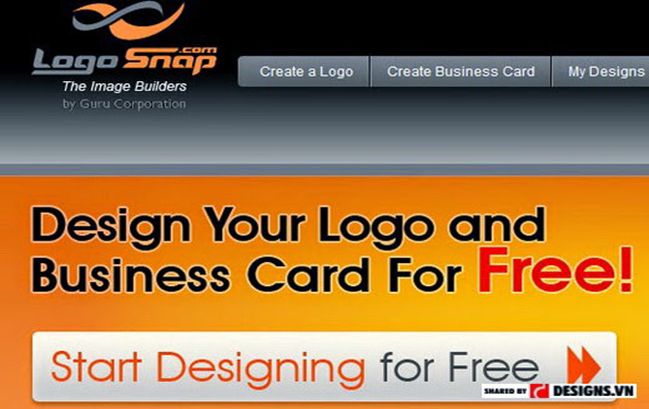 LogoSnap.com
The Image Builders
by Guru Corporation
Create a Logo
Create Business Card
My Designs
Design Your Logo and
Business Card For Free!
Start Designing for Free
SHARED BY DESIGNS.VN